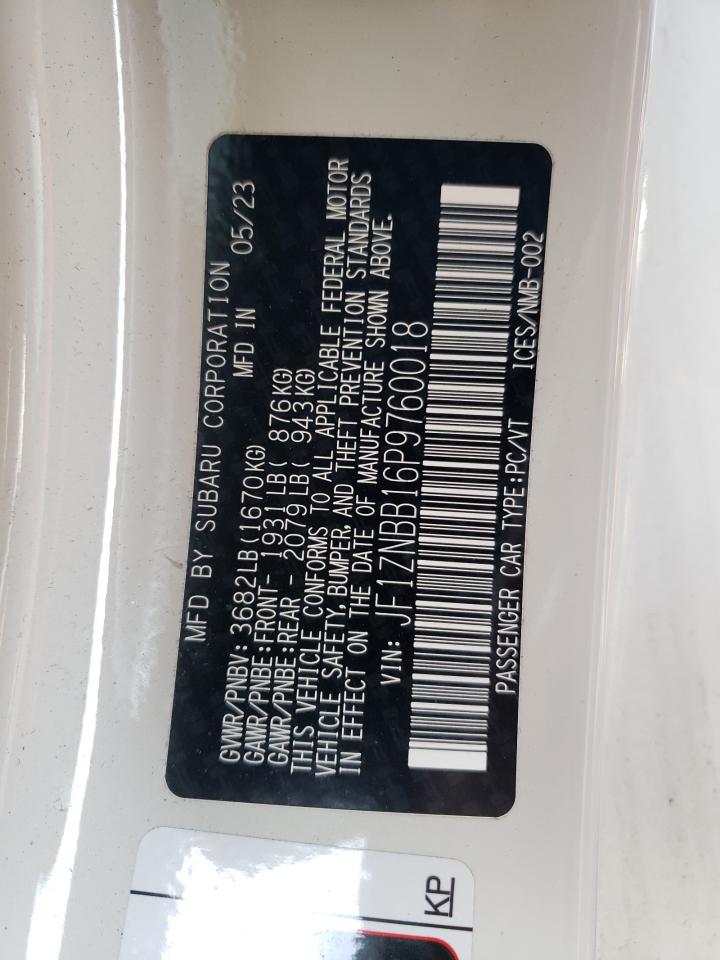 MFD BY SUBARU CORPORATION
GVWR/PNBV: 3682LB(1670KG) MFD IN 05/23
GAWR/PNBE:FRONT- 1931LB( 876KG)
GAWR/PNBE:REAR - 2079LB( 943KG)
THIS VEHICLE CONFORMS TO ALL APPLICABLE FEDERAL MOTOR
VEHICLE SAFETY, BUMPER, AND THEFT PREVENTION STANDARDS
IN EFFECT ON THE DATE OF MANUFACTURE SHOWN ABOVE.
VIN: JF1ZNBB16P9760018
PASSENGER CAR TYPE:PC/VT ICES/NMB-002
KP